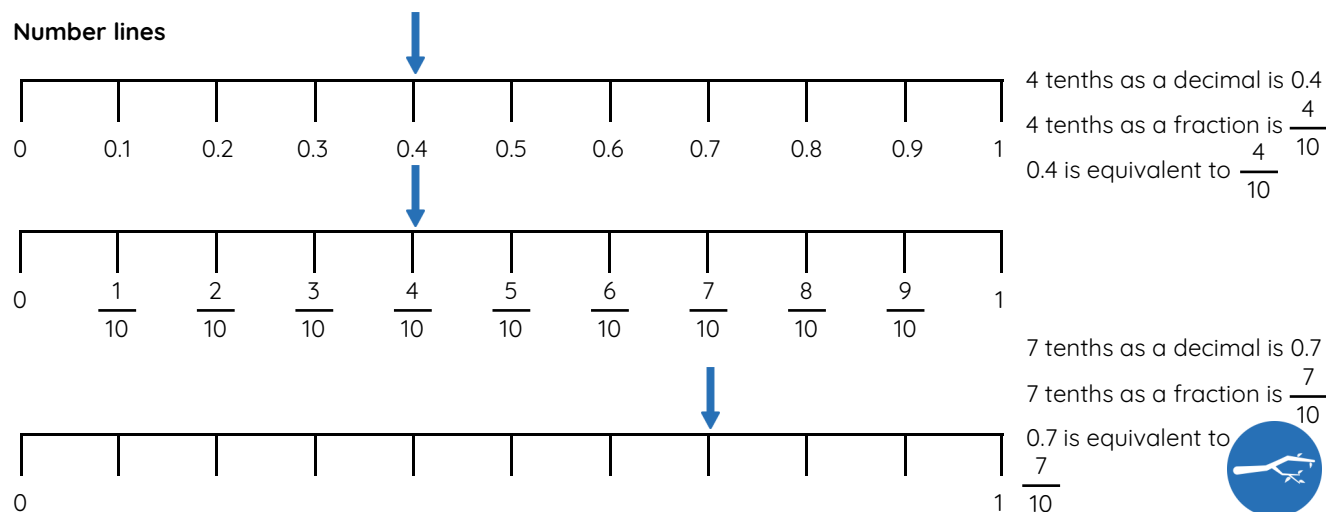 Number lines
0 0.1 0.2 0.3 0.4 0.5 0.6 0.7 0.8 0.9 1
4 tenths as a decimal is 0.4
4 tenths as a fraction is 4/10
0.4 is equivalent to 4/10
0 1/10 2/10 3/10 4/10 5/10 6/10 7/10 8/10 9/10 1
7 tenths as a decimal is 0.7
7 tenths as a fraction is 7/10
0.7 is equivalent to
7/10
0 1